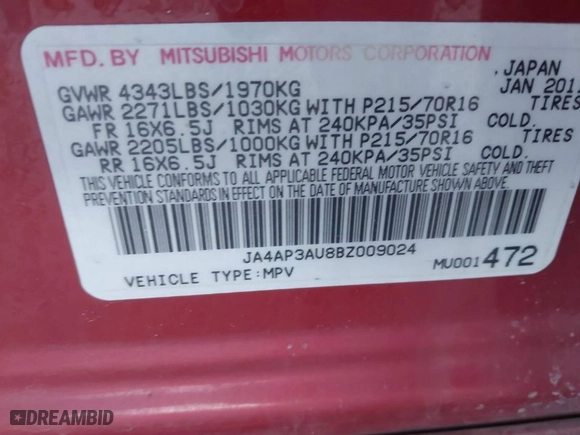 MFD. BY MITSUBISHI MOTORS CORPORATION, JAPAN
GVWR 4343LBS/1970KG JAN 201
GAWR 2271LBS/1030KG WITH P215/70R16 TIRES
FR 16X6.5J RIMS AT 240KPA/35PSI COLD.
GAWR 2205LBS/1000KG WITH P215/70R16 TIRES
RR 16X6.5J RIMS AT 240KPA/35PSI COLD.
THIS VEHICLE CONFORMS TO ALL APPLICABLE FEDERAL MOTOR VEHICLE SAFETY AND THEFT
PREVENTION STANDARDS IN EFFECT ON THE DATE OF MANUFACTURE SHOWN ABOVE.
JA4AP3AU8BZ009024
VEHICLE TYPE:MPV MU001472
DREAMBID